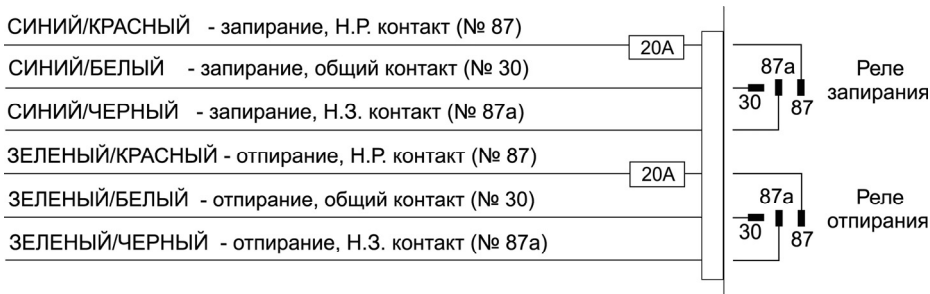 СИНИЙ/КРАСНЫЙ - запирание, Н.Р. контакт (№ 87)
20А
СИНИЙ/БЕЛЫЙ - запирание, общий контакт (№ 30)
87а
30
87
Реле
запирания
СИНИЙ/ЧЕРНЫЙ - запирание, Н.З. контакт (№ 87а)
ЗЕЛЕНЫЙ/КРАСНЫЙ - отпирание, Н.Р. контакт (№ 87)
20А
ЗЕЛЕНЫЙ/БЕЛЫЙ - отпирание, общий контакт (№ 30)
87а
30
87
Реле
отпирания
ЗЕЛЕНЫЙ/ЧЕРНЫЙ - отпирание, Н.З. контакт (№ 87а)